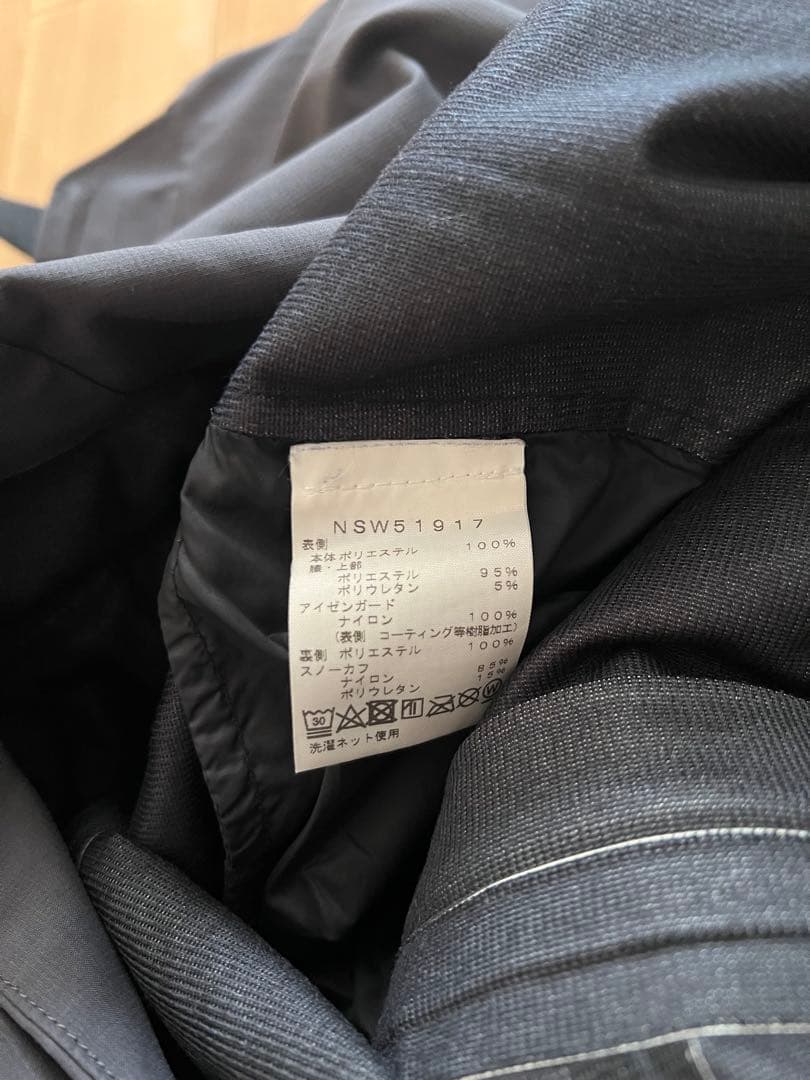 NSW51917
表側
本体ポリエステル 100%
腰・上部
ポリエステル 95%
ポリウレタン 5%
アイゼンガード
ナイロン 100%
(表側 コーティング等樹脂加工)
裏側 ポリエステル 100%
スノーカフ
ナイロン 85%
ポリウレタン 15%
30 W
洗濯ネット使用